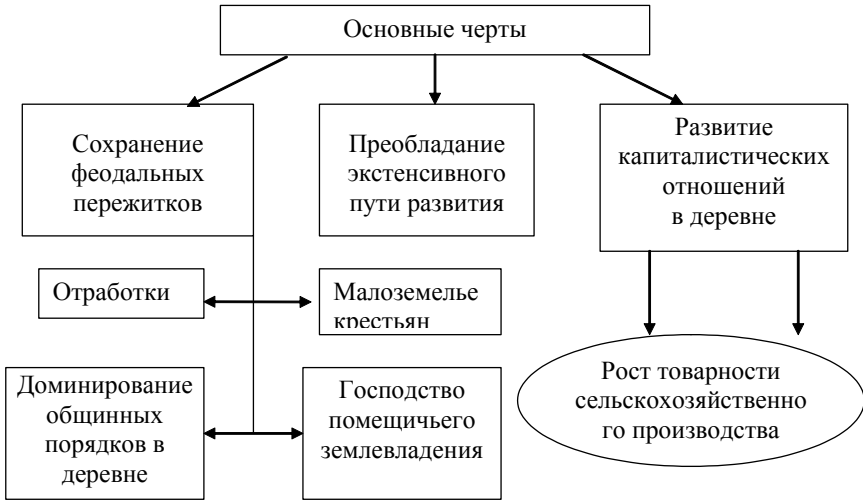 Основные черты
Сохранение
феодальных
пережитков
Преобладание
экстенсивного
пути развития
Развитие
капиталистических
отношений
в деревне
Отработки
Малоземелье
крестьян
Доминирование
общинных
порядков в
деревне
Господство
помещичьего
землевладения
Рост товарности
сельскохозяйственно
го производства